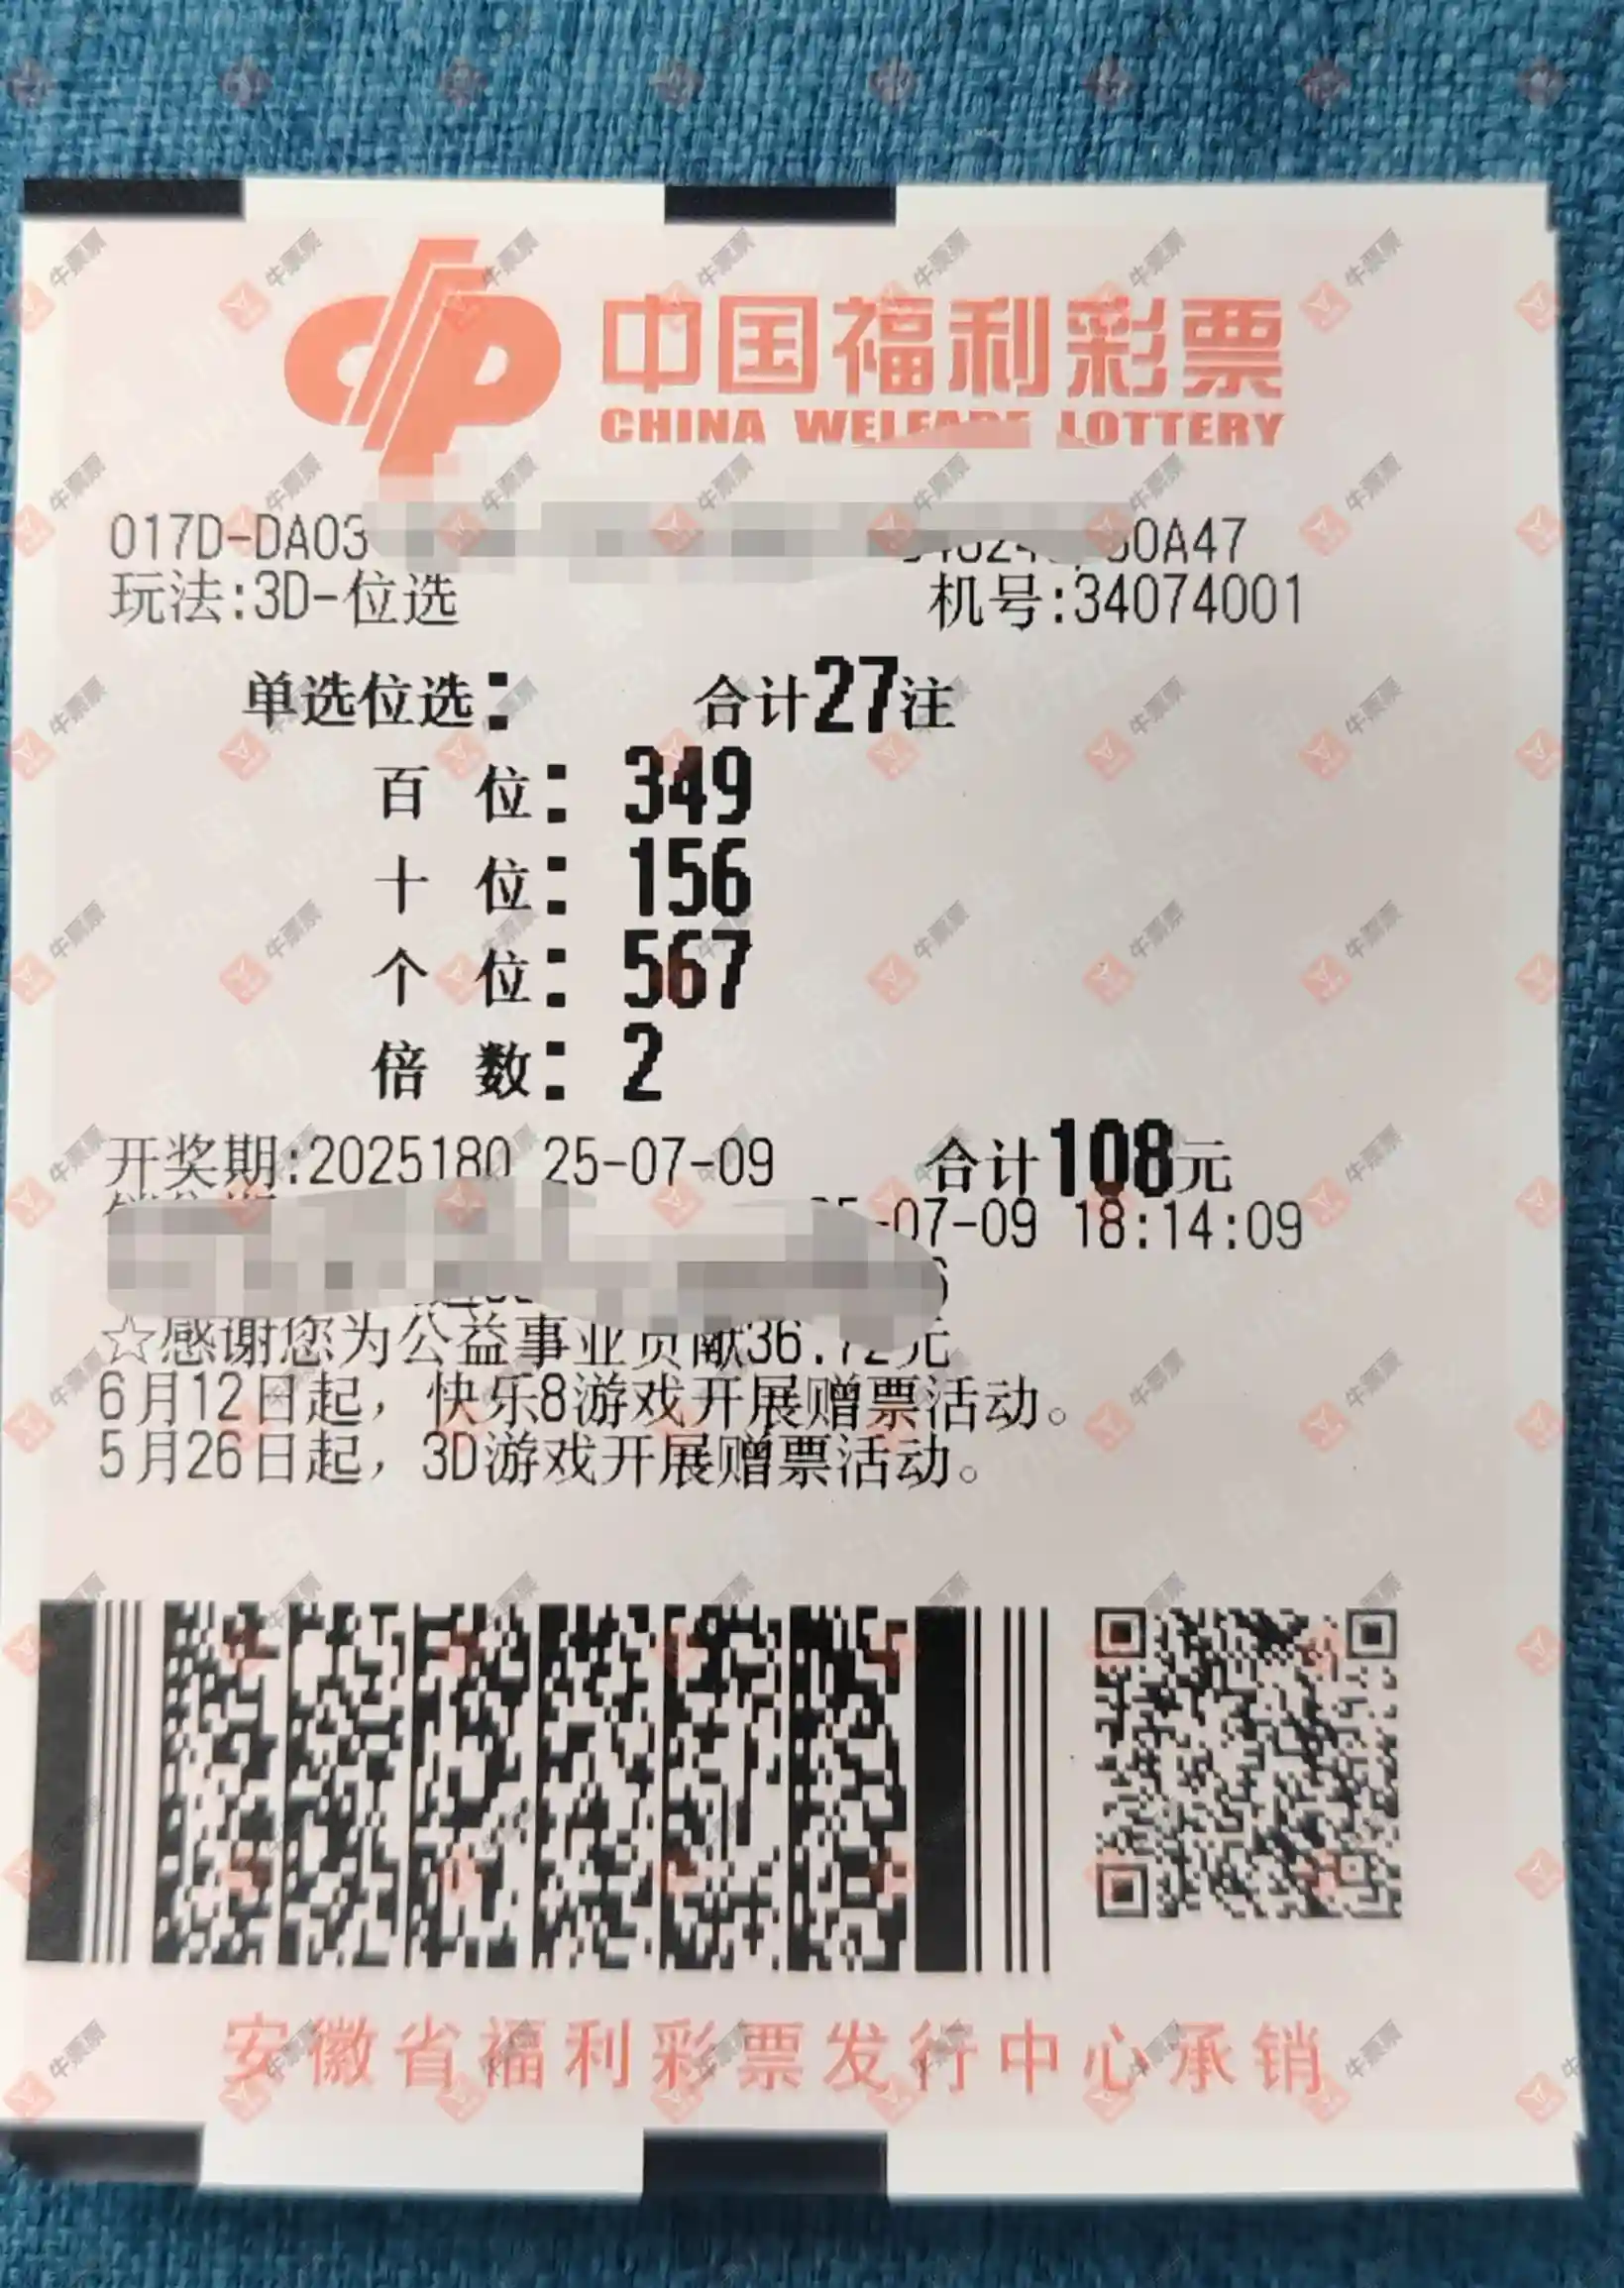 中国福利彩票
CHINA WELFARE LOTTERY
017D-DA03 60A47
玩法:3D-位选 机号:34074001
单选位选: 合计27注
百 位: 349
十 位: 156
个 位: 567
倍 数: 2
开奖期:2025180 25-07-09 合计108元
-07-09 18:14:09
☆感谢您为公益事业贡献36.72元
6月12日起，快乐8游戏开展赠票活动。
5月26日起，3D游戏开展赠票活动。
安徽省福利彩票发行中心承销
牛票票